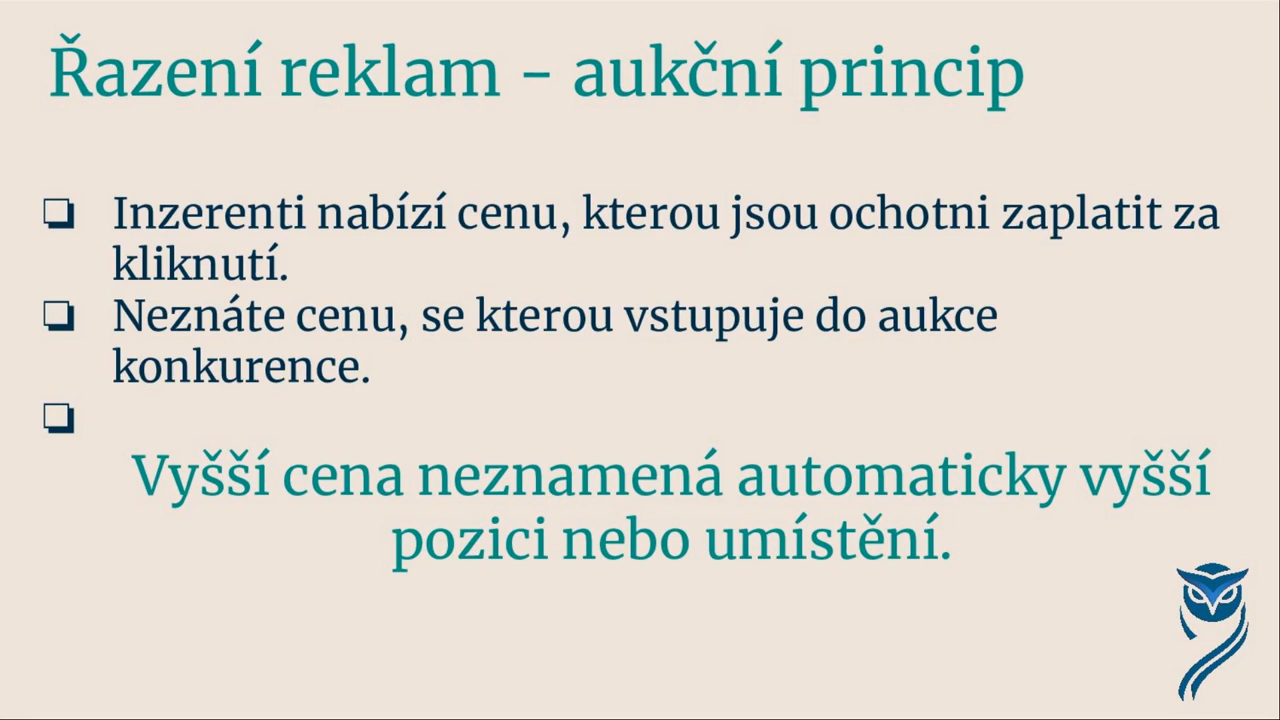 Řazení reklam - aukční princip
❏ Inzerenti nabízí cenu, kterou jsou ochotni zaplatit za
kliknutí.
❏ Neznáte cenu, se kterou vstupuje do aukce
konkurence.
❏
Vyšší cena neznamená automaticky vyšší
pozici nebo umístění.